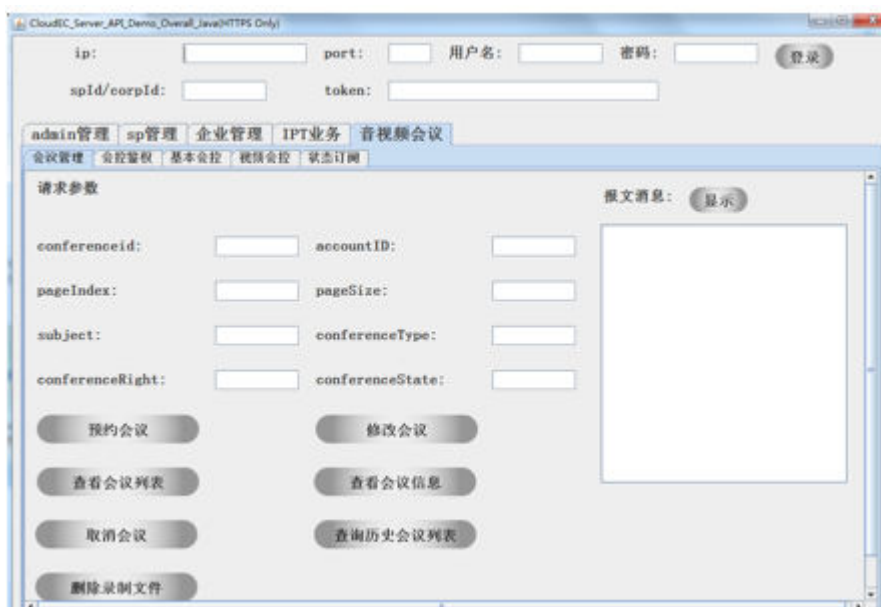 CloudEC_Server_API_Demo_Overall_Java(HTTPS Only)
ip: port: 用户名: 密码: 登录
spId/corpId: token:
admin管理 sp管理 企业管理 IPT业务 音视频会议
会议管理 会控鉴权 基本会控 视频会控 状态订阅
请求参数 报文消息: 显示
conferenceid: accountID:
pageIndex: pageSize:
subject: conferenceType:
conferenceRight: conferenceState:
预约会议 修改会议
查看会议列表 查看会议信息
取消会议 查询历史会议列表
删除录制文件